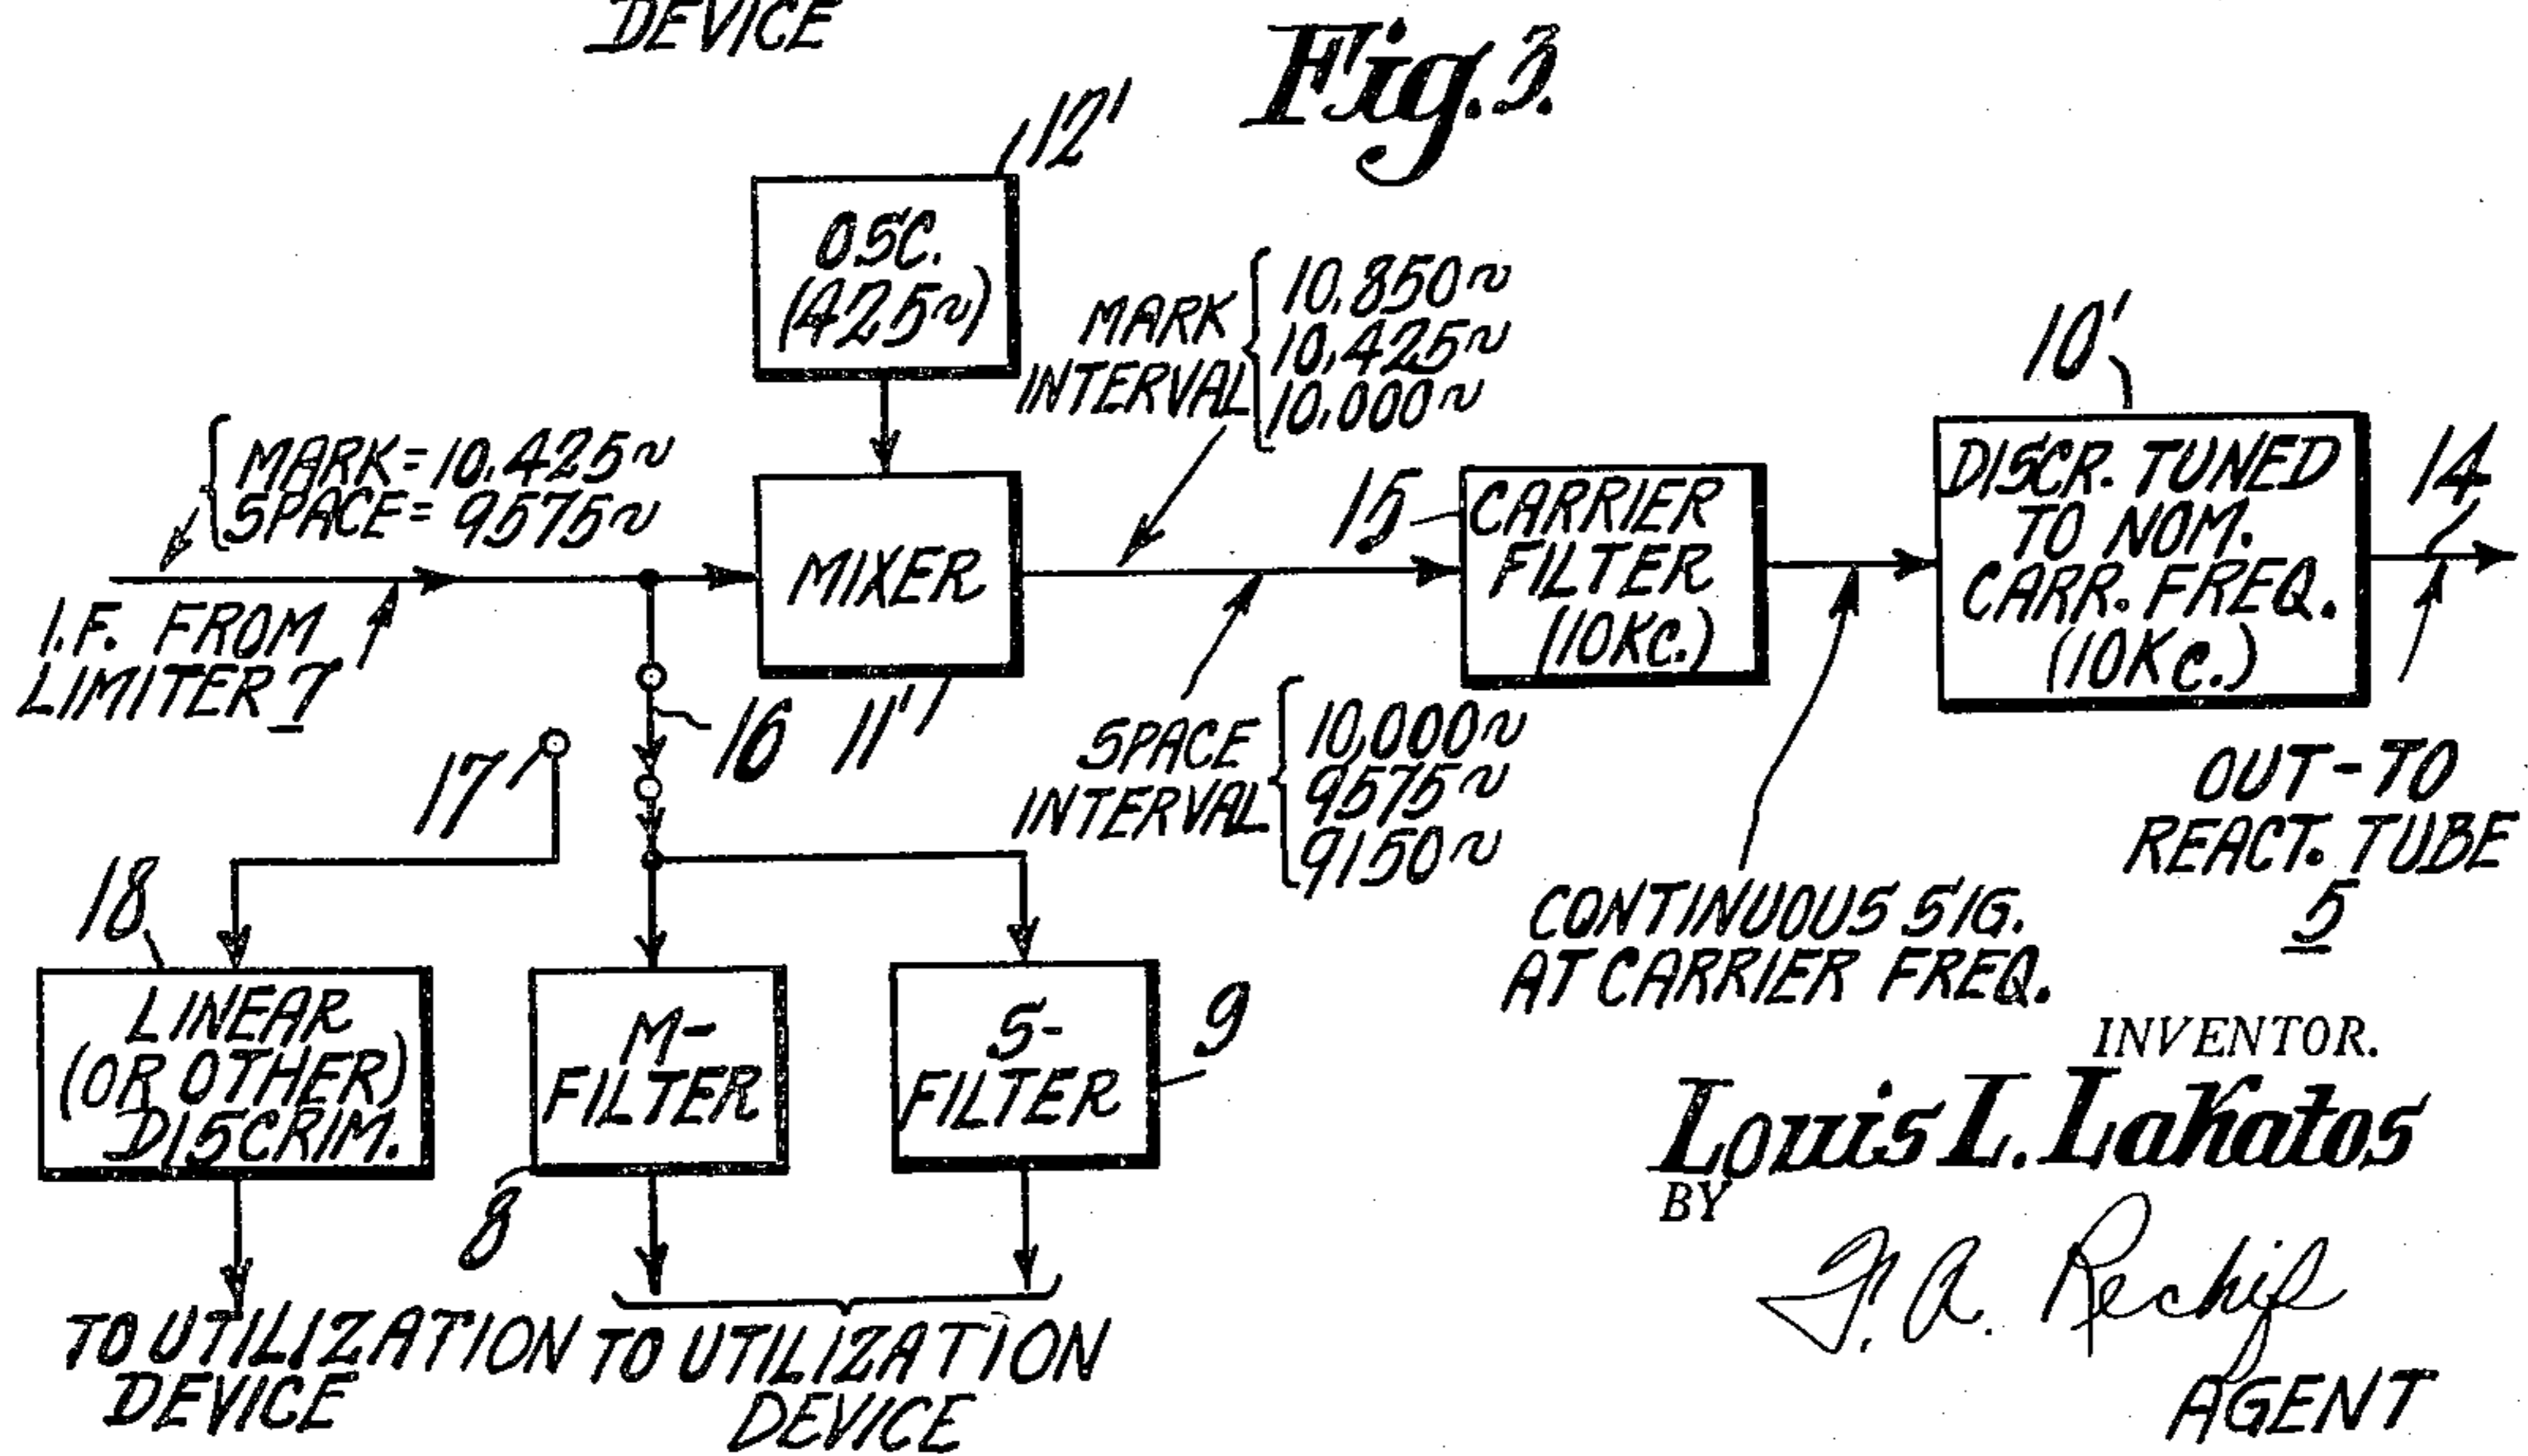 DEVICE
Fig. 3.
12'
OSC.
(425~)
MARK = 10,425~
SPACE = 9575~
I.F. FROM
LIMITER 7
MIXER
11'
MARK
INTERVAL
10,850~
10,425~
10,000~
SPACE
INTERVAL
10,000~
9575~
9150~
15
CARRIER
FILTER
(10KC.)
10'
DISCR. TUNED
TO NOM.
CARR. FREQ.
(10KC.)
14
OUT-TO
REACT. TUBE
5
CONTINUOUS SIG.
AT CARRIER FREQ.
16
17
18
LINEAR
(OR OTHER)
DISCRIM.
M-
FILTER
8
S-
FILTER
9
TO UTILIZATION
DEVICE
TO UTILIZATION
DEVICE
INVENTOR.
Louis L. Lakatos
BY
AGENT